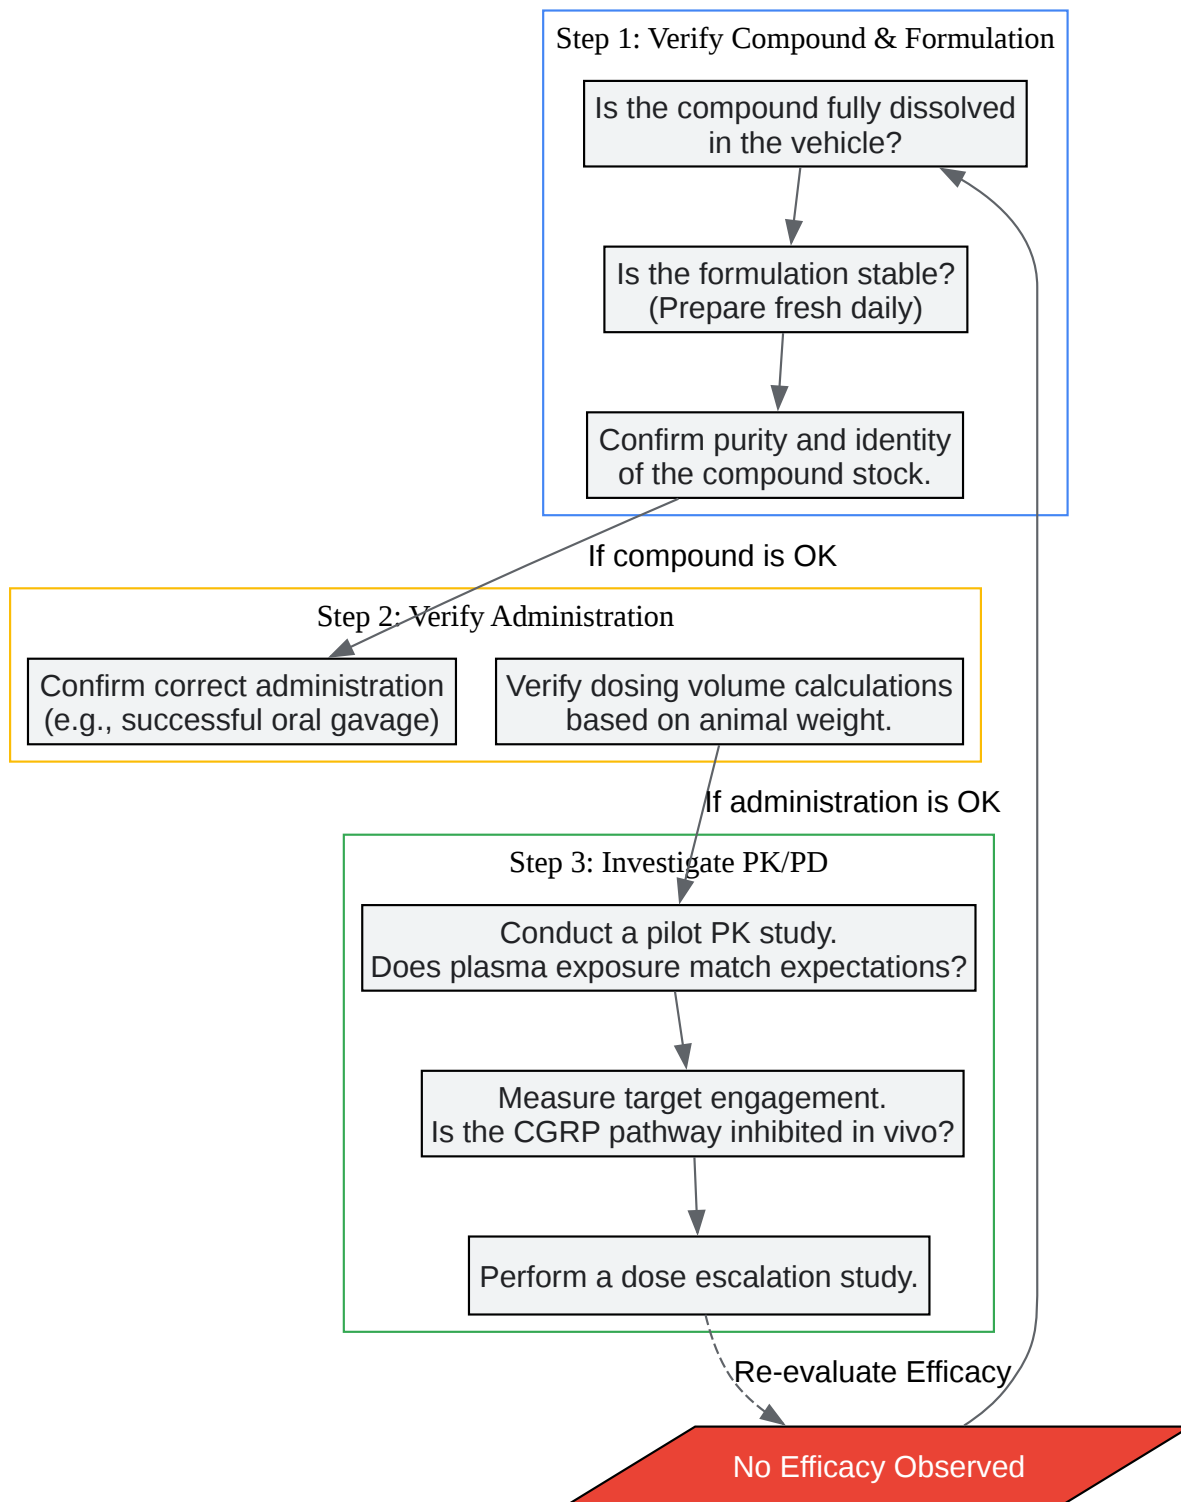 Step 1: Verify Compound & Formulation
Is the compound fully dissolved
in the vehicle?
Is the formulation stable?
(Prepare fresh daily)
Confirm purity and identity
of the compound stock.
If compound is OK
Step 2: Verify Administration
Confirm correct administration
(e.g., successful oral gavage)
Verify dosing volume calculations
based on animal weight.
If administration is OK
Step 3: Investigate PK/PD
Conduct a pilot PK study.
Does plasma exposure match expectations?
Measure target engagement.
Is the CGRP pathway inhibited in vivo?
Perform a dose escalation study.
Re-evaluate Efficacy
No Efficacy Observed